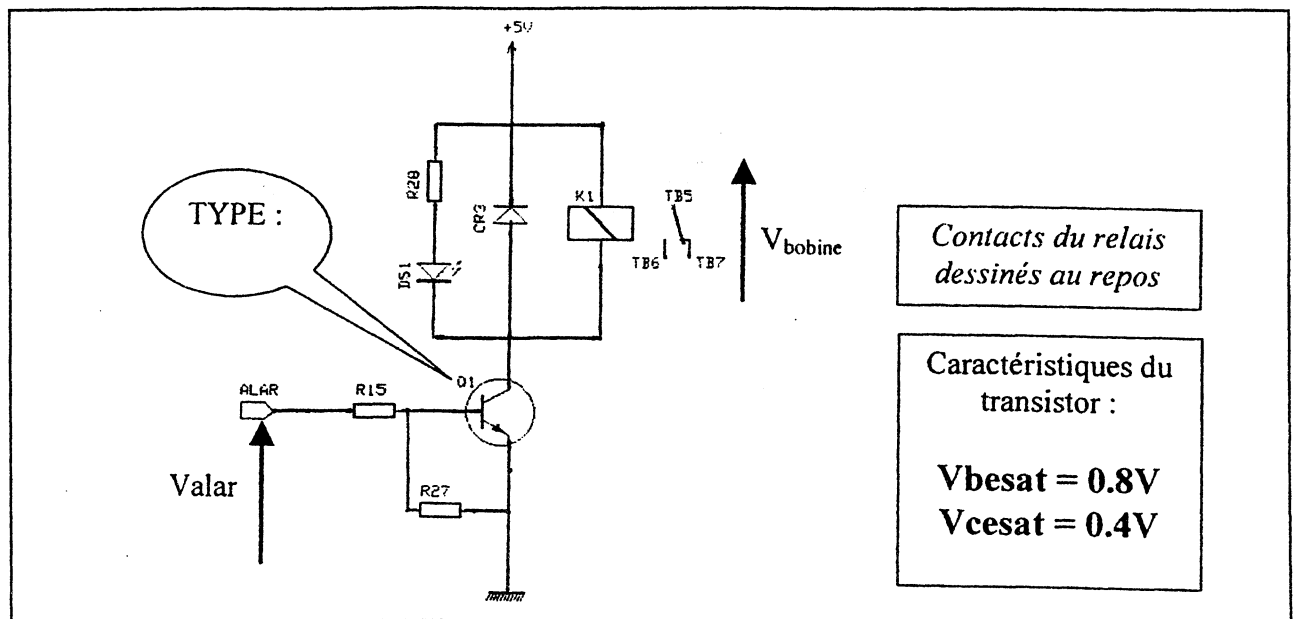 +5V
R28
CR3
K1
TB5
TB6
TB7
DS1
Vbobine
TYPE :
Q1
ALAR
R15
R27
Valar
Contacts du relais
dessinés au repos
Caractéristiques du
transistor :
Vbesat = 0.8V
Vcesat = 0.4V